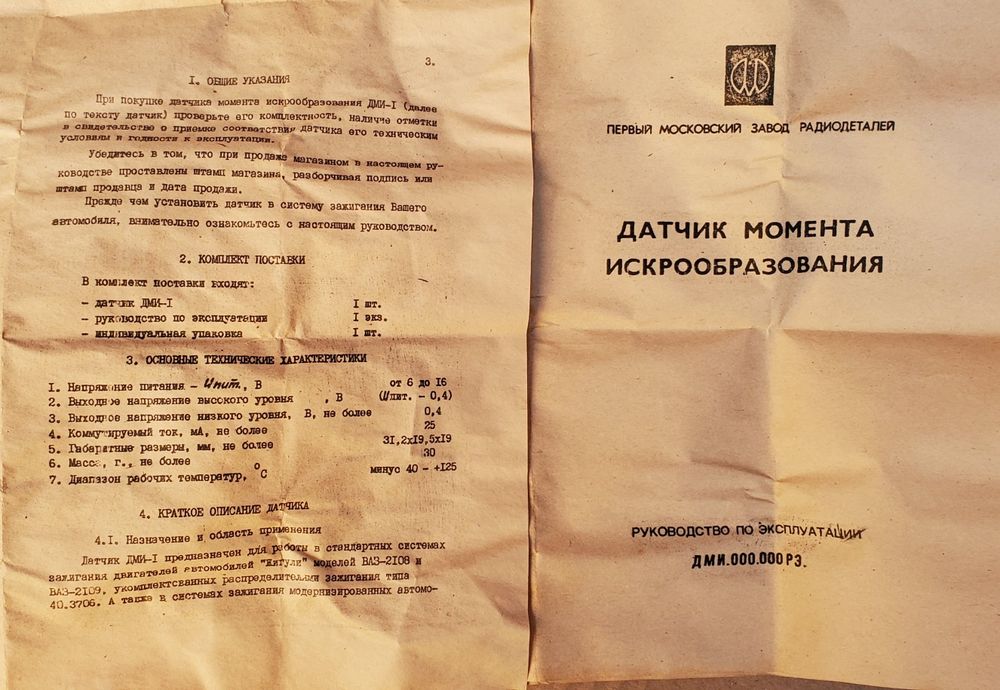 3.
I. ОБЩИЕ УКАЗАНИЯ
При покупке датчика момента искрообразования ДМИ-I (далее
по тексту датчик) проверьте его комплектность, наличие отметки
в свидетельстве о приемке соответствия датчика его техническим
условиям и годности к эксплуатации.
Убедитесь в том, что при продаже магазином в настоящем ру-
ководстве проставлены штамп магазина, разборчивая подпись или
штамп продавца и дата продажи.
Прежде чем установить датчик в систему зажигания Вашего
автомобиля, внимательно ознакомьтесь с настоящим руководством.
2. КОМПЛЕКТ ПОСТАВКИ
В комплект поставки входят:
- датчик ДМИ-I I шт.
- руководство по эксплуатации I экз.
- индивидуальная упаковка I шт.
3. ОСНОВНЫЕ ТЕХНИЧЕСКИЕ ХАРАКТЕРИСТИКИ
I. Напряжение питания - Uпит., В от 6 до I6
2. Выходное напряжение высокого уровня , В (Uпит. - 0,4)
3. Выходное напряжение низкого уровня, В, не более 0,4
4. Коммутируемый ток, мА, не более 25
5. Габаритные размеры, мм, не более 3I,2xI9,5xI9
6. Масса, г., не более 30
7. Диапазон рабочих температур, °C минус 40 - +I25
4. КРАТКОЕ ОПИСАНИЕ ДАТЧИКА
4.I. Назначение и область применения
Датчик ДМИ-I предназначен для работы в стандартных системах
зажигания двигателей автомобилей "Жигули" моделей ВАЗ-2I08 и
ВАЗ-2I09, укомплектованных распределителями зажигания типа
40.3706. А также в системах зажигания модернизированных автомо-
ПЕРВЫЙ МОСКОВСКИЙ ЗАВОД РАДИОДЕТАЛЕЙ
ДАТЧИК МОМЕНТА
ИСКРООБРАЗОВАНИЯ
РУКОВОДСТВО ПО ЭКСПЛУАТАЦИИ
ДМИ.000.000 РЭ.